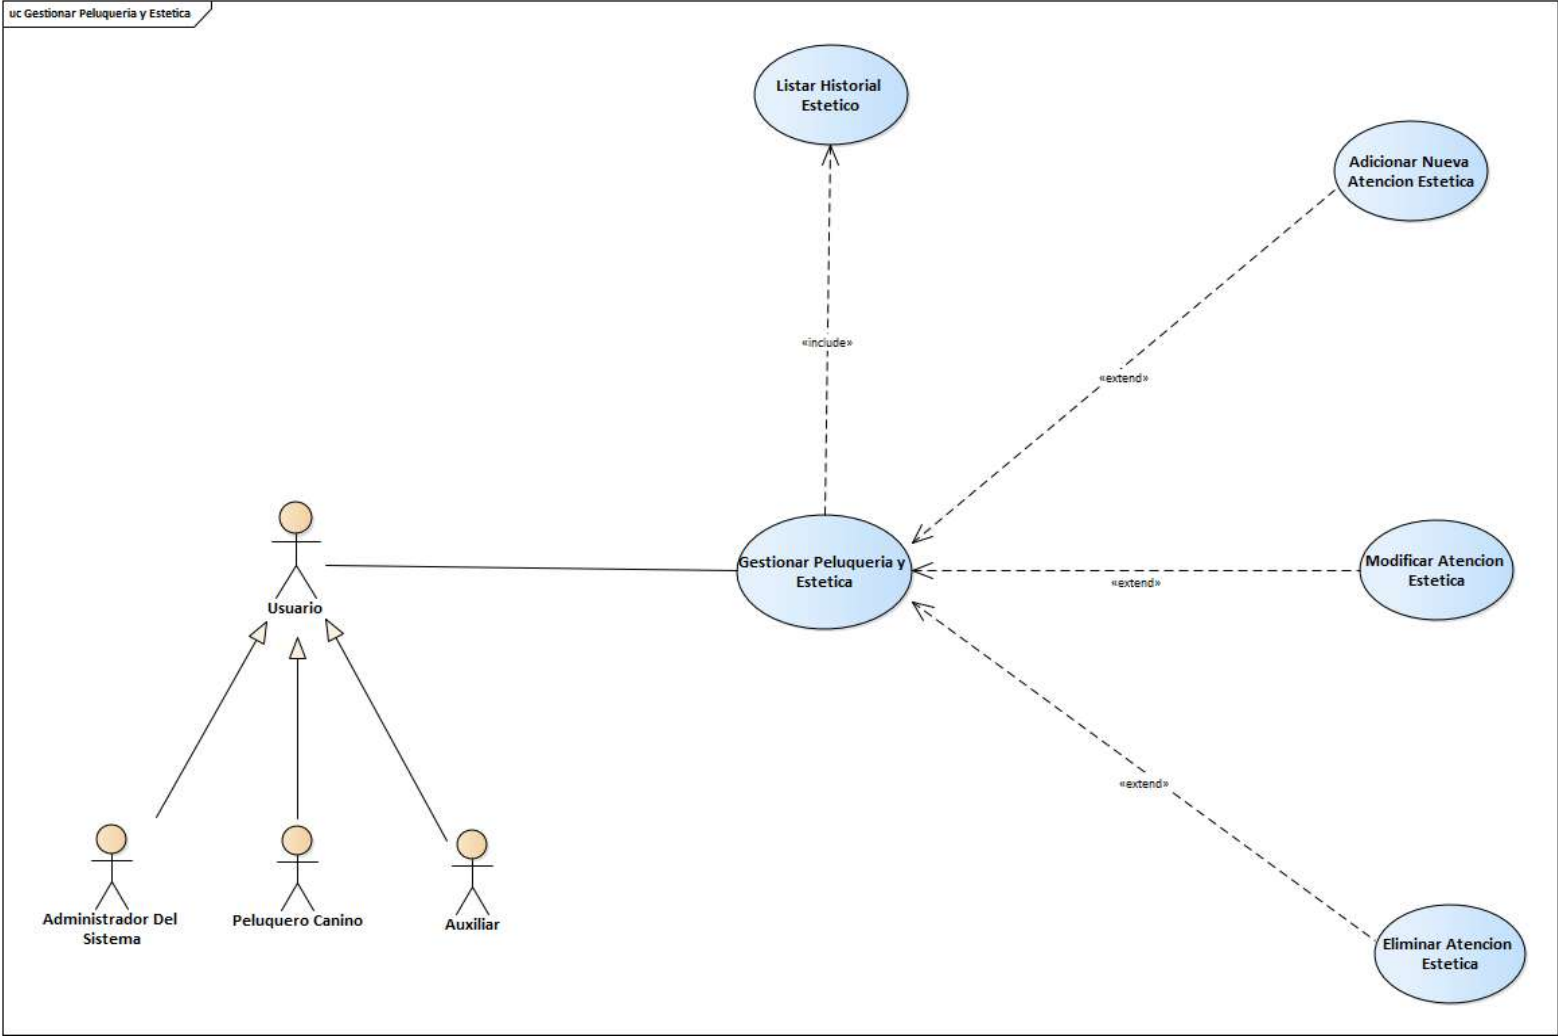 uc Gestionar Peluqueria y Estetica
Listar Historial
Estetico
Adicionar Nueva
Atencion Estetica
«include»
«extend»
Gestionar Peluqueria y
Estetica
Modificar Atencion
Estetica
«extend»
Usuario
«extend»
Administrador Del
Sistema
Peluquero Canino
Auxiliar
Eliminar Atencion
Estetica